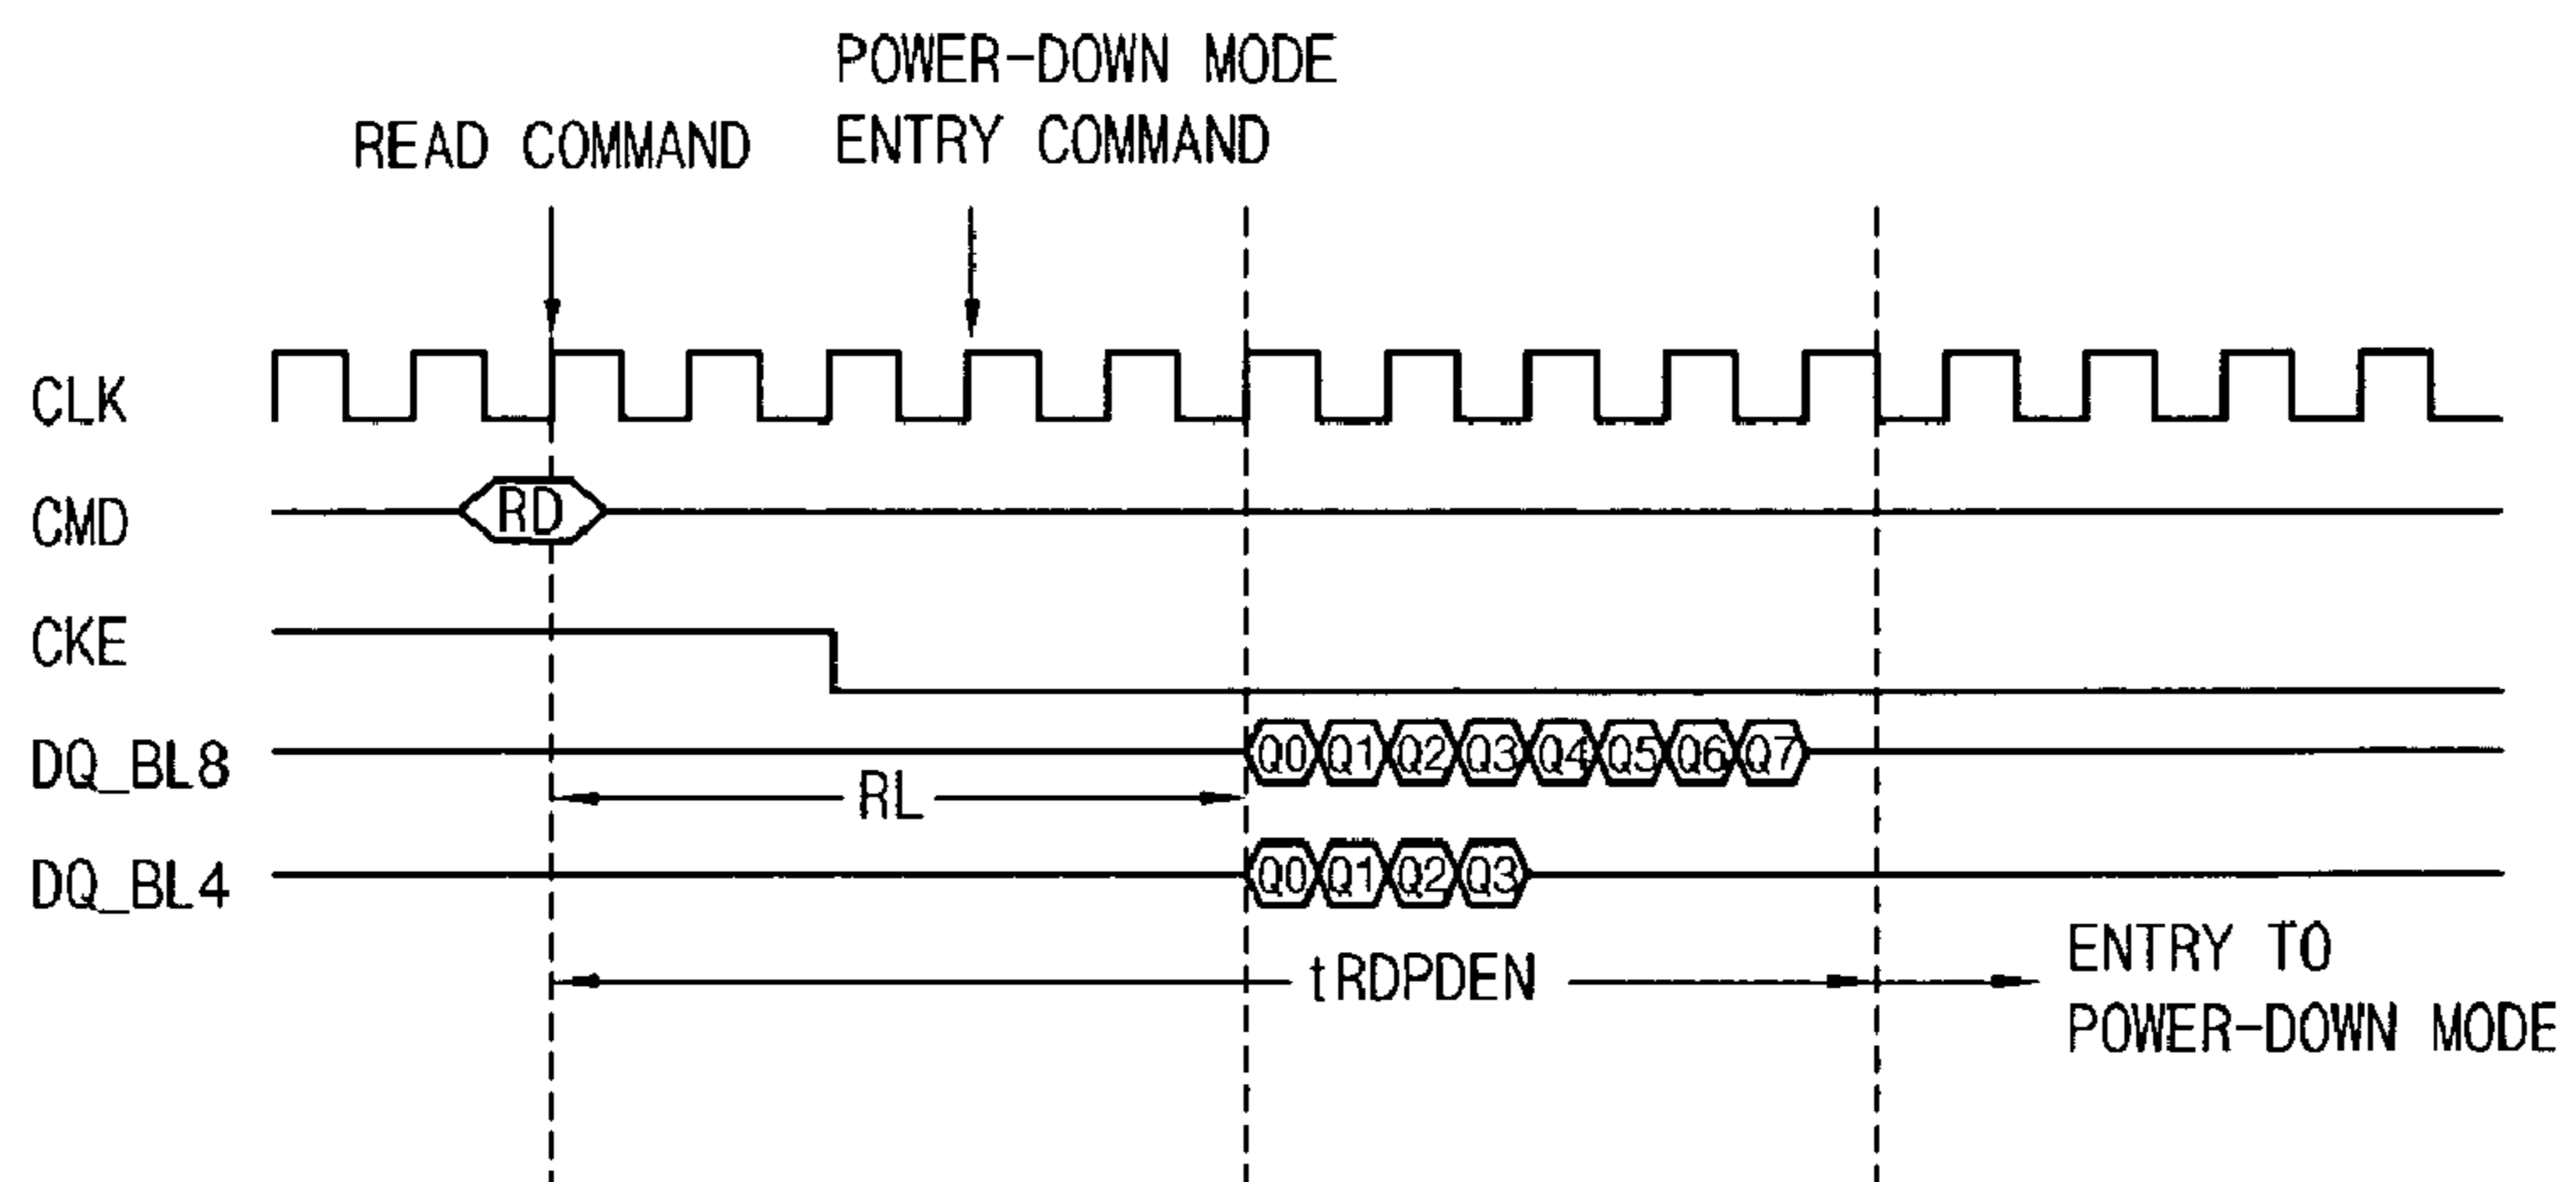 POWER-DOWN MODE
READ COMMAND ENTRY COMMAND
CLK
CMD RD
CKE
DQ_BL8 Q0 Q1 Q2 Q3 Q4 Q5 Q6 Q7
RL
DQ_BL4 Q0 Q1 Q2 Q3
tRDPDEN
ENTRY TO
POWER-DOWN MODE